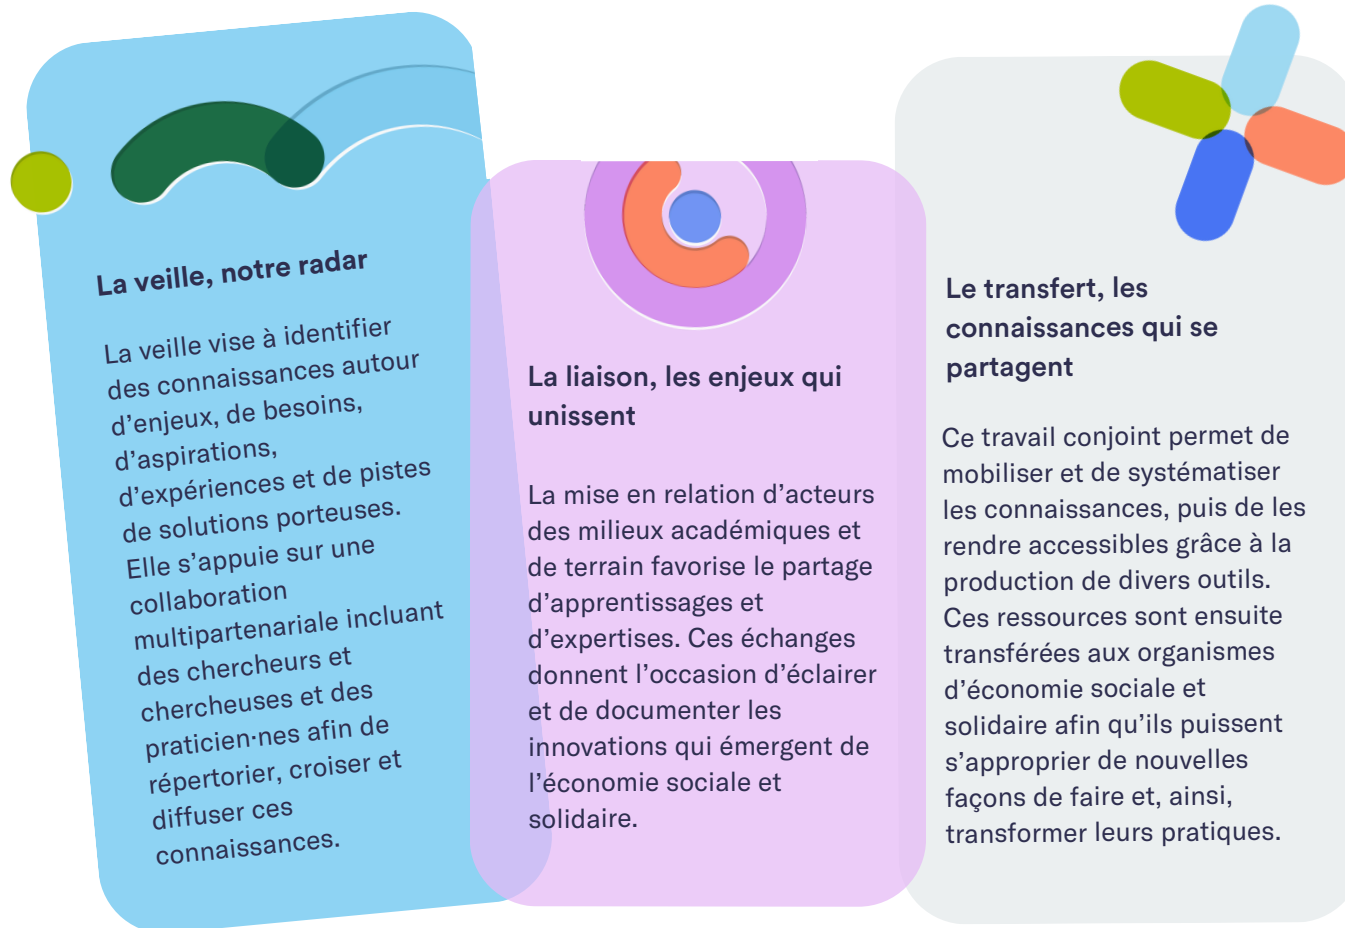 La veille, notre radar
La veille vise à identifier
des connaissances autour
d’enjeux, de besoins,
d’aspirations,
d’expériences et de pistes
de solutions porteuses.
Elle s’appuie sur une
collaboration
multipartenariale incluant
des chercheurs et
chercheuses et des
praticien·nes afin de
répertorier, croiser et
diffuser ces
connaissances.
La liaison, les enjeux qui
unissent
La mise en relation d’acteurs
des milieux académiques et
de terrain favorise le partage
d’apprentissages et
d’expertises. Ces échanges
donnent l’occasion d’éclairer
et de documenter les
innovations qui émergent de
l’économie sociale et
solidaire.
Le transfert, les
connaissances qui se
partagent
Ce travail conjoint permet de
mobiliser et de systématiser
les connaissances, puis de les
rendre accessibles grâce à la
production de divers outils.
Ces ressources sont ensuite
transférées aux organismes
d’économie sociale et
solidaire afin qu’ils puissent
s’approprier de nouvelles
façons de faire et, ainsi,
transformer leurs pratiques.